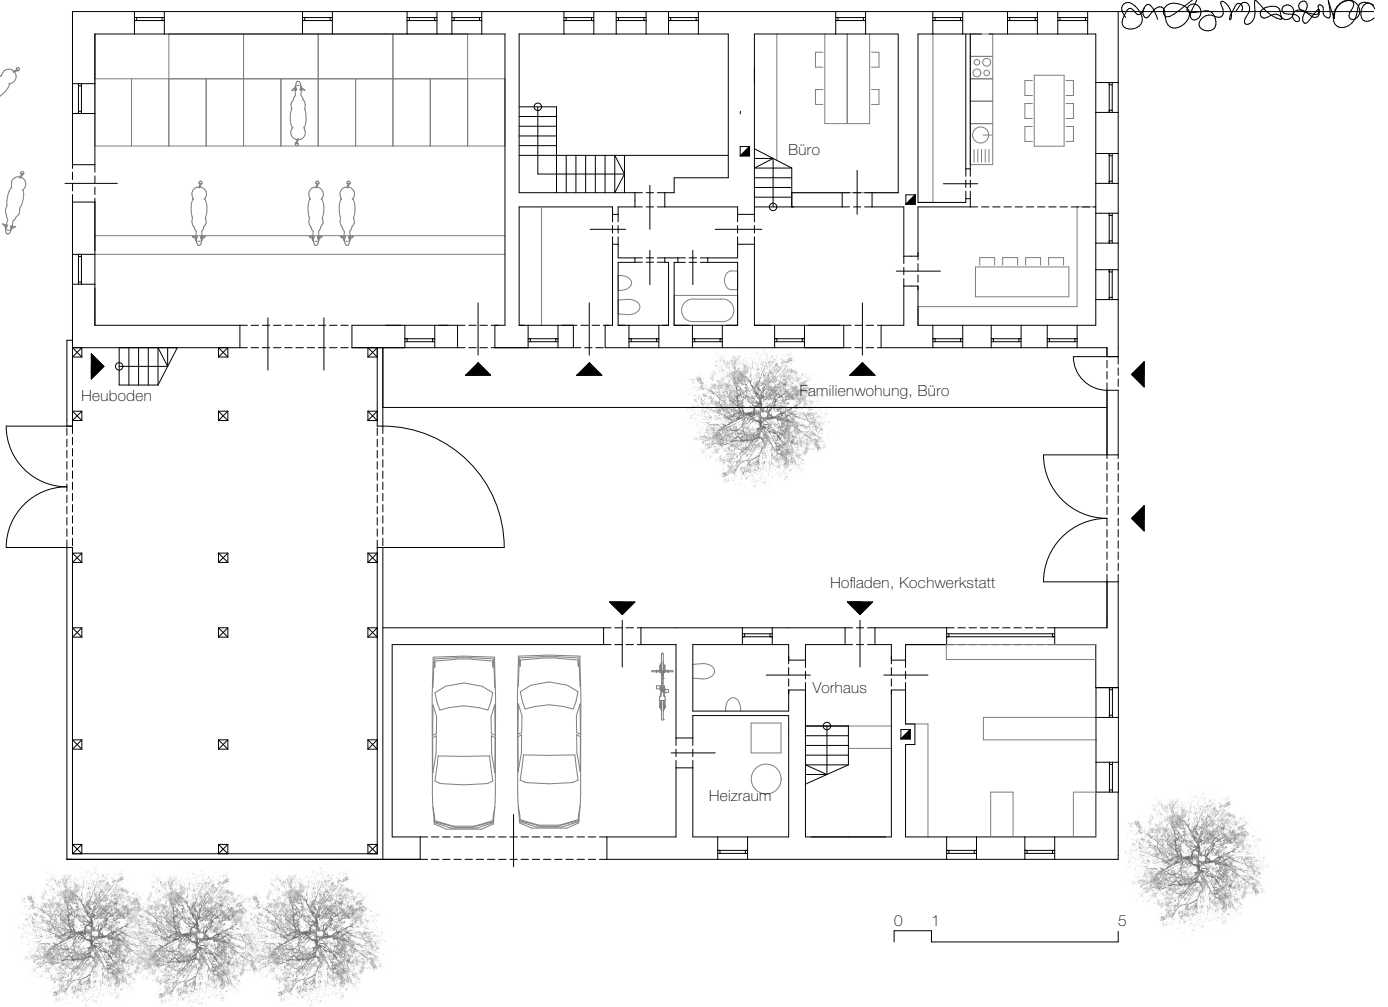 Büro
Heuboden
Familienwohung, Büro
Hofladen, Kochwerkstatt
Vorhaus
Heizraum
0 1 5